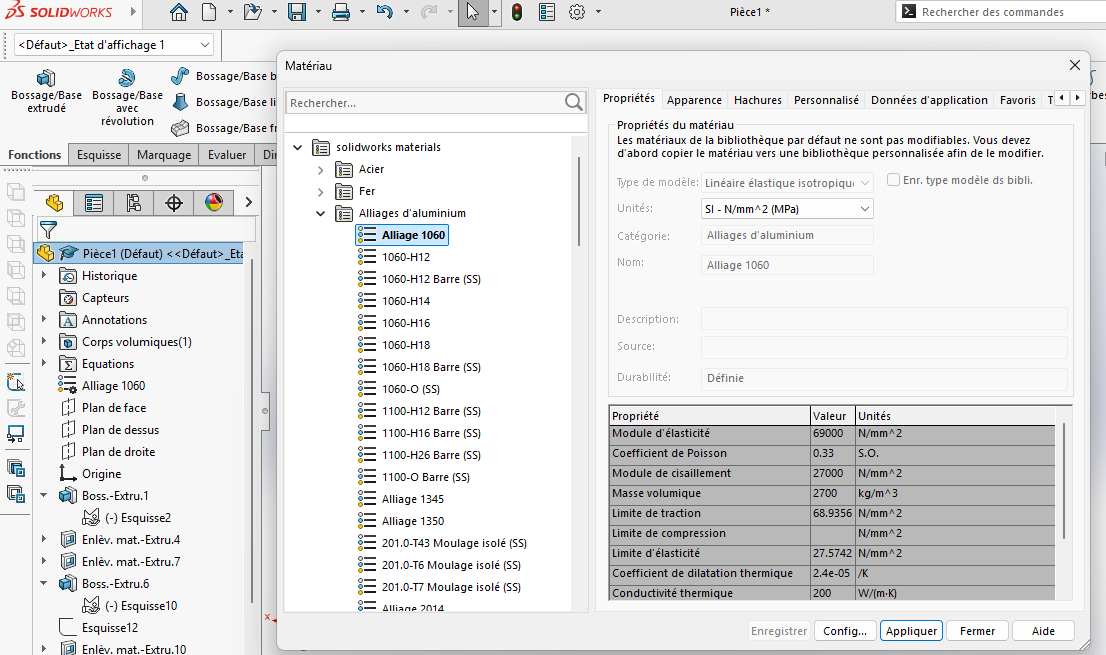 SOLIDWORKS
Pièce1 *
Rechercher des commandes
<Défaut>_Etat d'affichage 1
Bossage/Base
extrudé
Bossage/Base
avec
révolution
Bossage/Base b
Bossage/Base li
Bossage/Base fr
Fonctions
Esquisse
Marquage
Evaluer
Pièce1 (Défaut) <<Défaut>_Eta
Historique
Capteurs
Annotations
Corps volumiques(1)
Equations
Alliage 1060
Plan de face
Plan de dessus
Plan de droite
Origine
Boss.-Extru.1
(-) Esquisse2
Enlèv. mat.-Extru.4
Enlèv. mat.-Extru.7
Boss.-Extru.6
(-) Esquisse10
Esquisse12
Enlèv. mat.-Extru.10
Matériau
Rechercher...
solidworks materials
Acier
Fer
Alliages d'aluminium
Alliage 1060
1060-H12
1060-H12 Barre (SS)
1060-H14
1060-H16
1060-H18
1060-H18 Barre (SS)
1060-O (SS)
1100-H12 Barre (SS)
1100-H16 Barre (SS)
1100-H26 Barre (SS)
1100-O Barre (SS)
Alliage 1345
Alliage 1350
201.0-T43 Moulage isolé (SS)
201.0-T6 Moulage isolé (SS)
201.0-T7 Moulage isolé (SS)
Alliage 2014
Propriétés
Apparence
Hachures
Personnalisé
Données d'application
Favoris
T
Propriétés du matériau
Les matériaux de la bibliothèque par défaut ne sont pas modifiables. Vous devez
d'abord copier le matériau vers une bibliothèque personnalisée afin de le modifier.
Type de modèle: Linéaire élastique isotropique
Enr. type modèle ds bibli.
Unités: SI - N/mm^2 (MPa)
Catégorie: Alliages d'aluminium
Nom: Alliage 1060
Description:
Source:
Durabilité: Définie
Propriété Valeur Unités
Module d'élasticité 69000 N/mm^2
Coefficient de Poisson 0.33 S.O.
Module de cisaillement 27000 N/mm^2
Masse volumique 2700 kg/m^3
Limite de traction 68.9356 N/mm^2
Limite de compression N/mm^2
Limite d'élasticité 27.5742 N/mm^2
Coefficient de dilatation thermique 2.4e-05 /K
Conductivité thermique 200 W/(m·K)
Enregistrer
Config...
Appliquer
Fermer
Aide